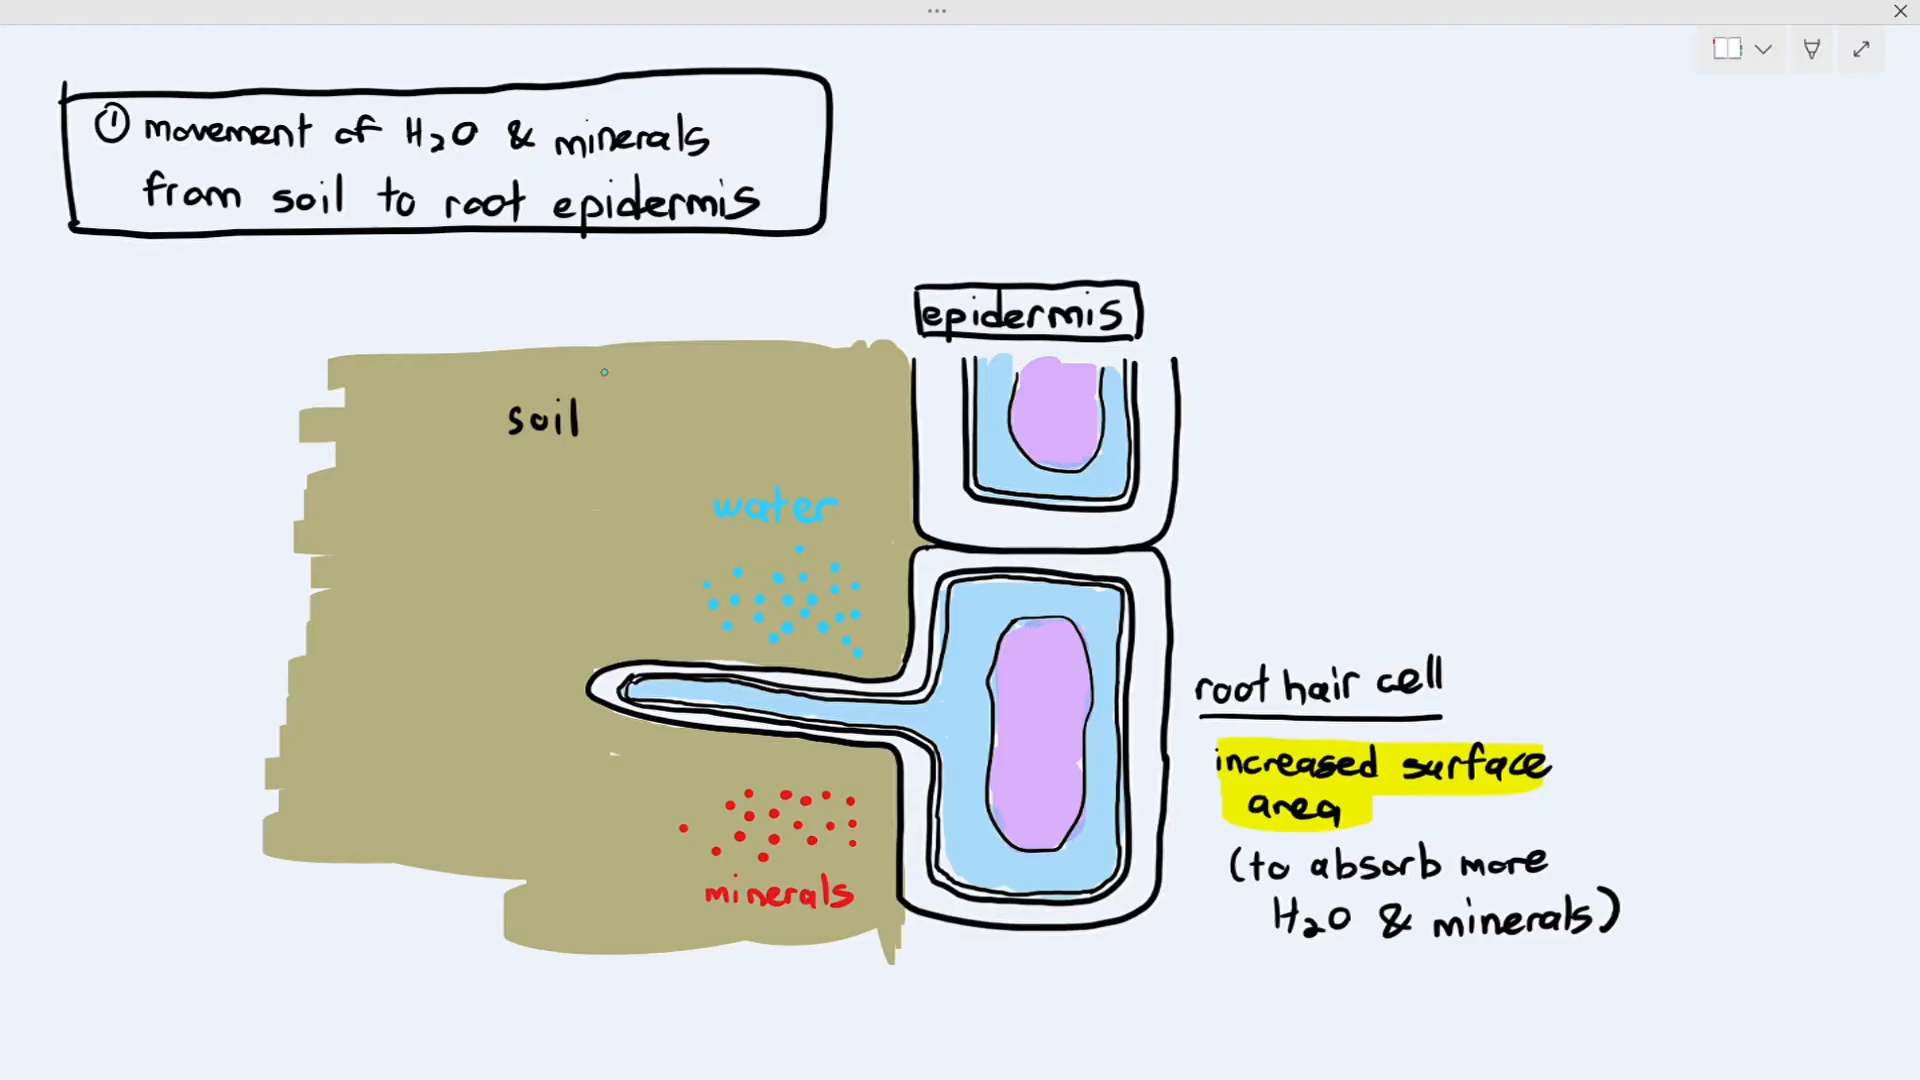 ① movement of H₂O & minerals
from soil to root epidermis
epidermis
soil
water
root hair cell
increased surface
area
(to absorb more
H₂O & minerals)
minerals